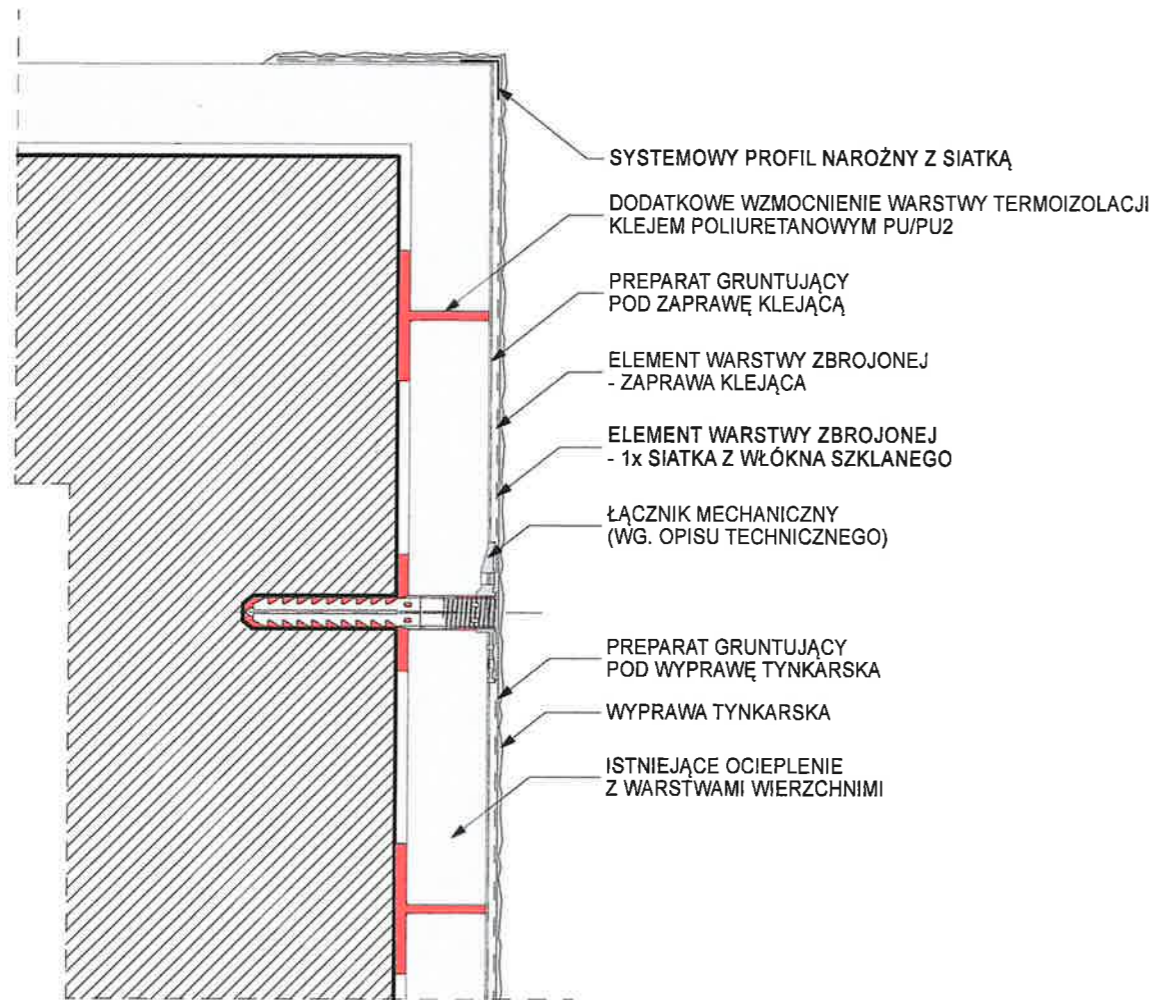 SYSTEMOWY PROFIL NAROŻNY Z SIATKĄ
DODATKOWE WZMOCNIENIE WARSTWY TERMOIZOLACJI
KLEJEM POLIURETANOWYM PU/PU2
PREPARAT GRUNTUJĄCY
POD ZAPRAWĘ KLEJĄCĄ
ELEMENT WARSTWY ZBROJONEJ
- ZAPRAWA KLEJĄCA
ELEMENT WARSTWY ZBROJONEJ
- 1x SIATKA Z WŁÓKNA SZKLANEGO
ŁĄCZNIK MECHANICZNY
(WG. OPISU TECHNICZNEGO)
PREPARAT GRUNTUJĄCY
POD WYPRAWĘ TYNKARSKA
WYPRAWA TYNKARSKA
ISTNIEJĄCE OCIEPLENIE
Z WARSTWAMI WIERZCHNIMI